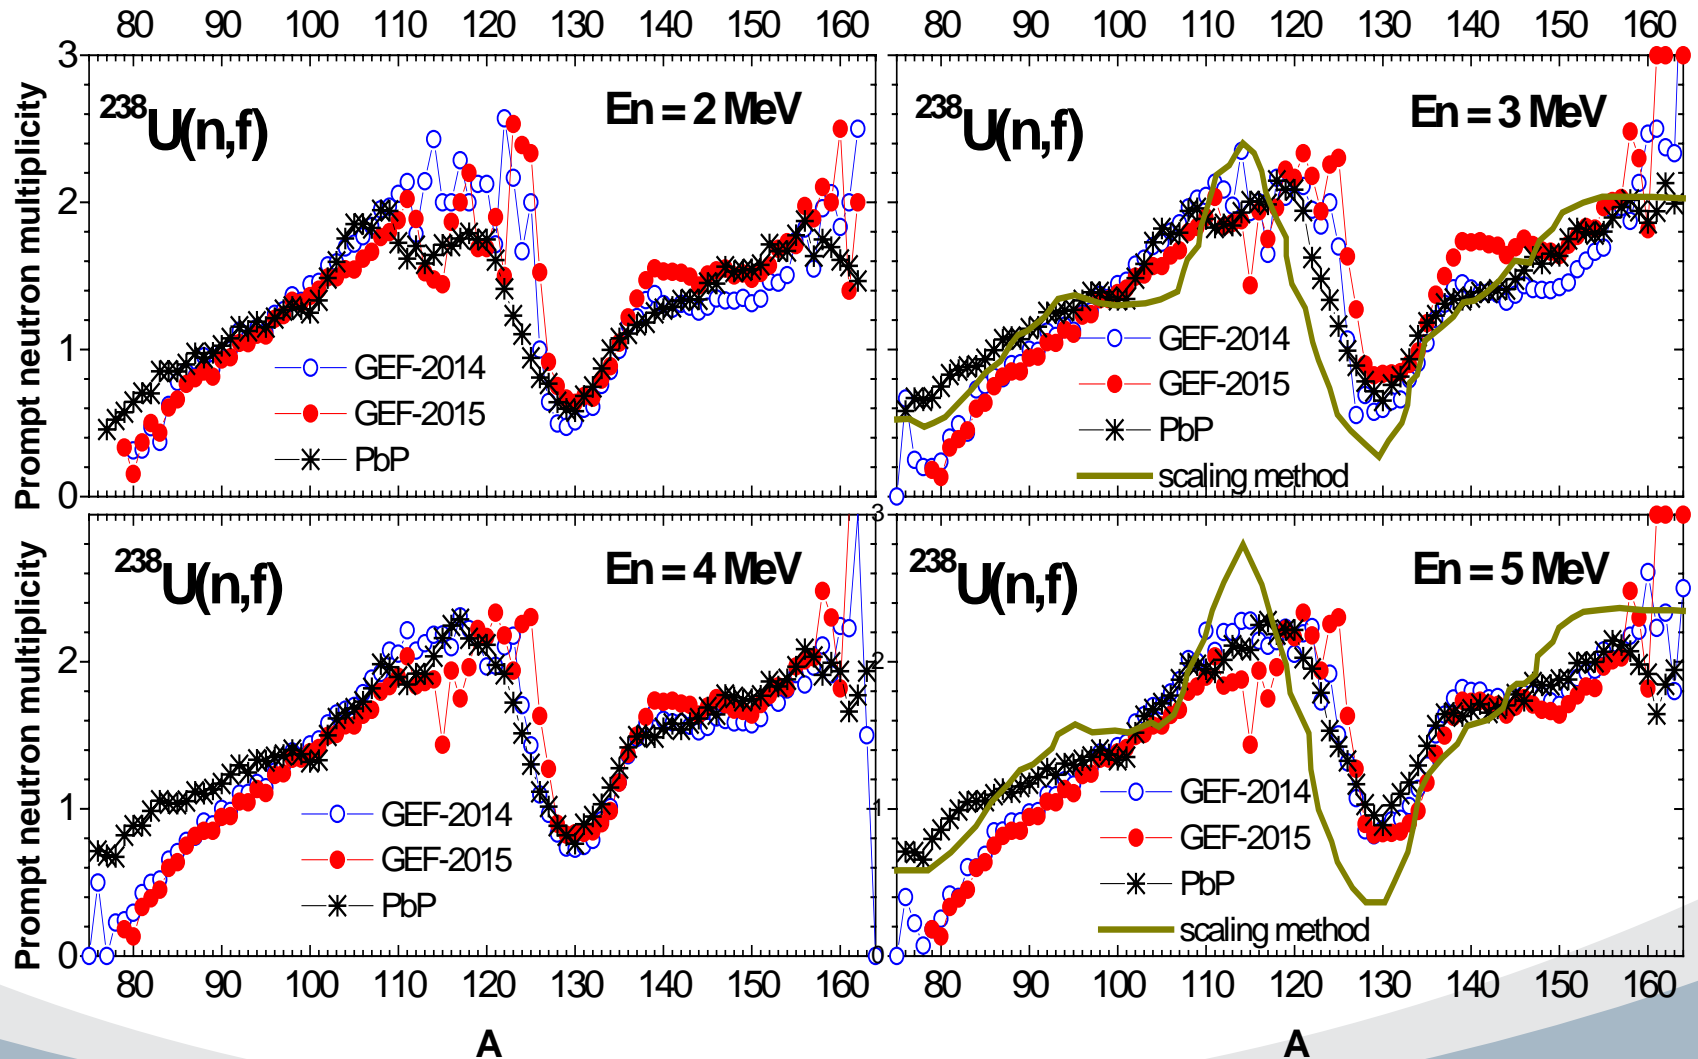 80 90 100 110 120 130 140 150 160
80 90 100 110 120 130 140 150 160
Prompt neutron multiplicity
3
2
1
0
238U(n,f)
En = 2 MeV
GEF-2014
GEF-2015
PbP
238U(n,f)
En = 3 MeV
GEF-2014
GEF-2015
PbP
scaling method
Prompt neutron multiplicity
2
1
0
238U(n,f)
En = 4 MeV
GEF-2014
GEF-2015
PbP
3
2
1
0
238U(n,f)
En = 5 MeV
GEF-2014
GEF-2015
PbP
scaling method
80 90 100 110 120 130 140 150 160
80 90 100 110 120 130 140 150 160
A
A